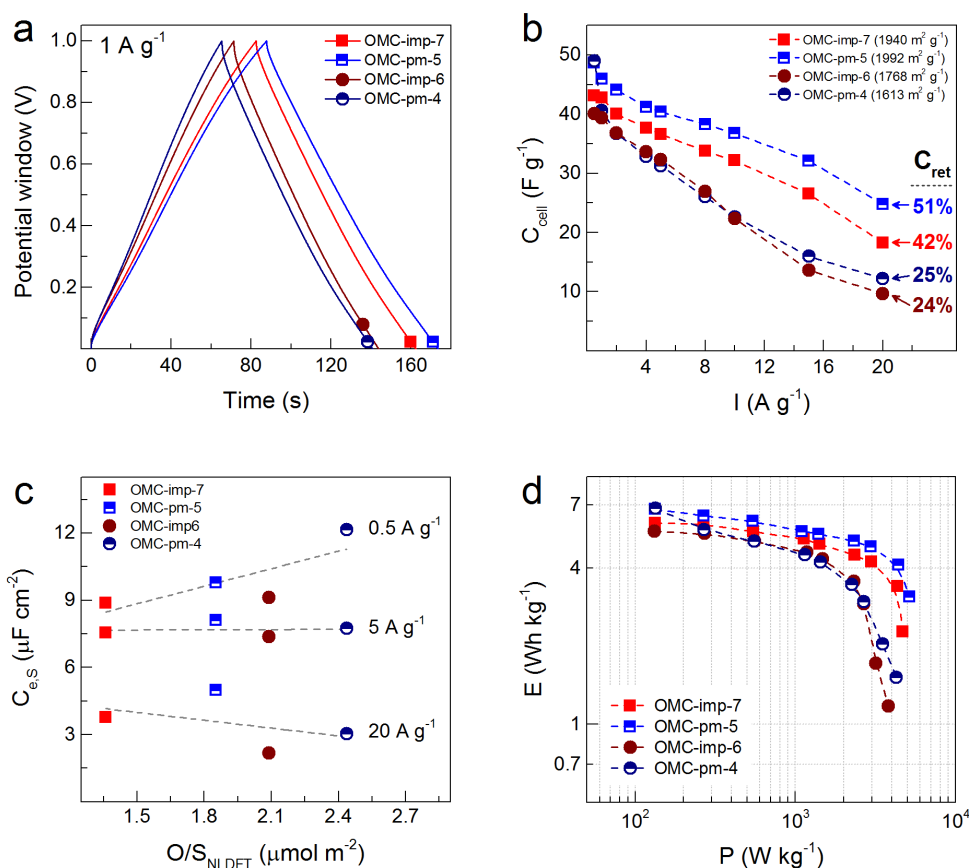 a
1 A g⁻¹
OMC-imp-7
OMC-pm-5
OMC-imp-6
OMC-pm-4
1.0
0.8
0.6
0.4
0.2
Potential window (V)
0 40 80 120 160
Time (s)
b
OMC-imp-7 (1940 m² g⁻¹)
OMC-pm-5 (1992 m² g⁻¹)
OMC-imp-6 (1768 m² g⁻¹)
OMC-pm-4 (1613 m² g⁻¹)
50
40
30
20
10
C_cell (F g⁻¹)
C_ret
51%
42%
25%
24%
4 8 12 16 20
I (A g⁻¹)
c
OMC-imp-7
OMC-pm-5
OMC-imp6
OMC-pm-4
0.5 A g⁻¹
5 A g⁻¹
20 A g⁻¹
12
9
6
3
C_e,S (μF cm⁻²)
1.5 1.8 2.1 2.4 2.7
O/S_NLDFT (μmol m⁻²)
d
7
4
1
0.7
E (Wh kg⁻¹)
OMC-imp-7
OMC-pm-5
OMC-imp-6
OMC-pm-4
10² 10³ 10⁴
P (W kg⁻¹)